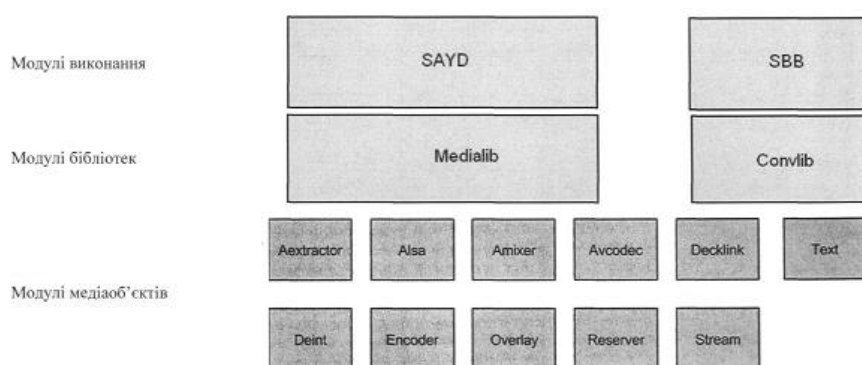 Модулі виконання
SAYD
SBB
Модулі бібліотек
Medialib
Convlib
Aextractor
Alsa
Amixer
Avcodec
Decklink
Text
Модулі медіаоб’єктів
Deint
Encoder
Overlay
Reserver
Stream